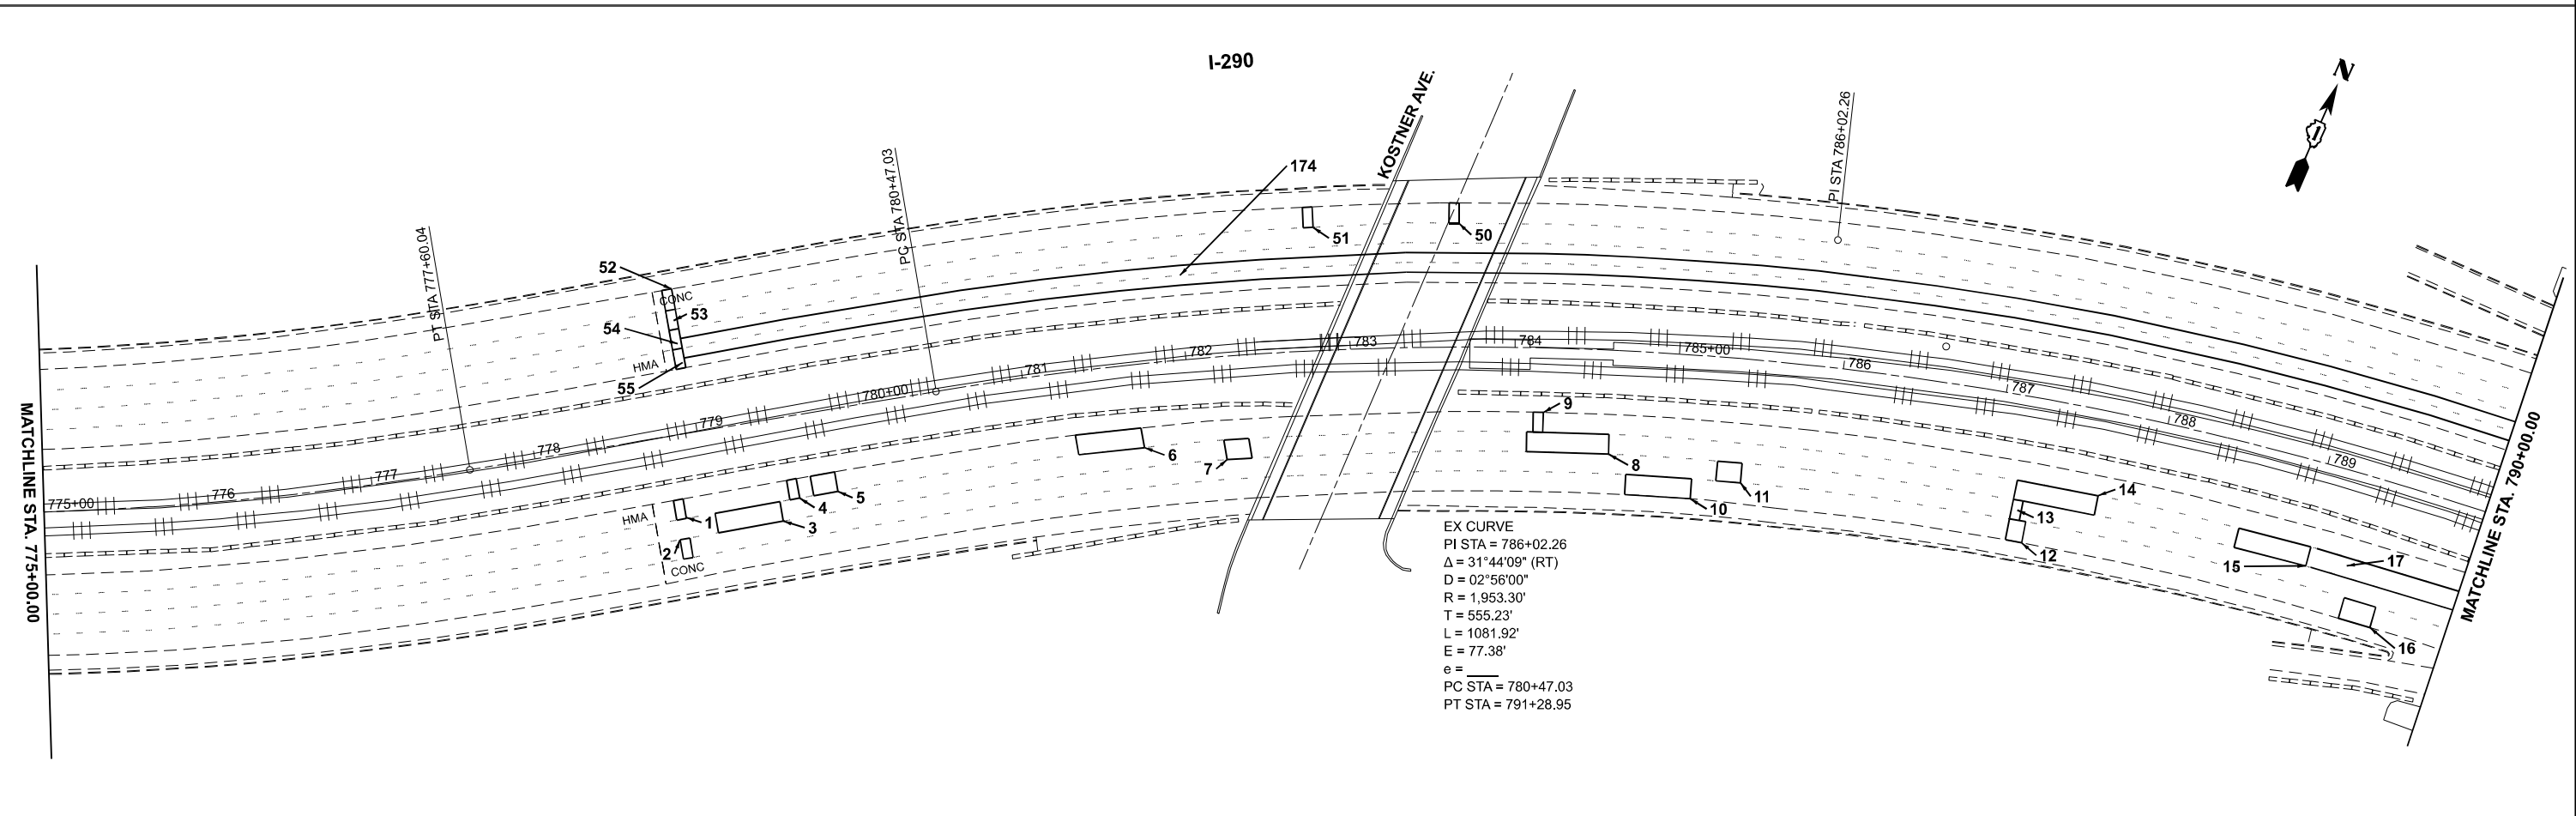 I-290
KOSTNER AVE.
N
PI STA 786+02.26
PC STA 780+47.03
PT STA 777+60.04
174
51
50
52
CONC
53
54
HMA
55
775+00
776
777
778
779
780+00
781
782
783
784
785+00
786
787
788
789
MATCHLINE STA. 775+00.00
MATCHLINE STA. 790+00.00
HMA
CONC
1
2
3
4
5
6
7
8
9
10
11
12
13
14
15
16
17
EX CURVE
PI STA = 786+02.26
Δ = 31°44'09" (RT)
D = 02°56'00"
R = 1,953.30'
T = 555.23'
L = 1081.92'
E = 77.38'
e = ____
PC STA = 780+47.03
PT STA = 791+28.95